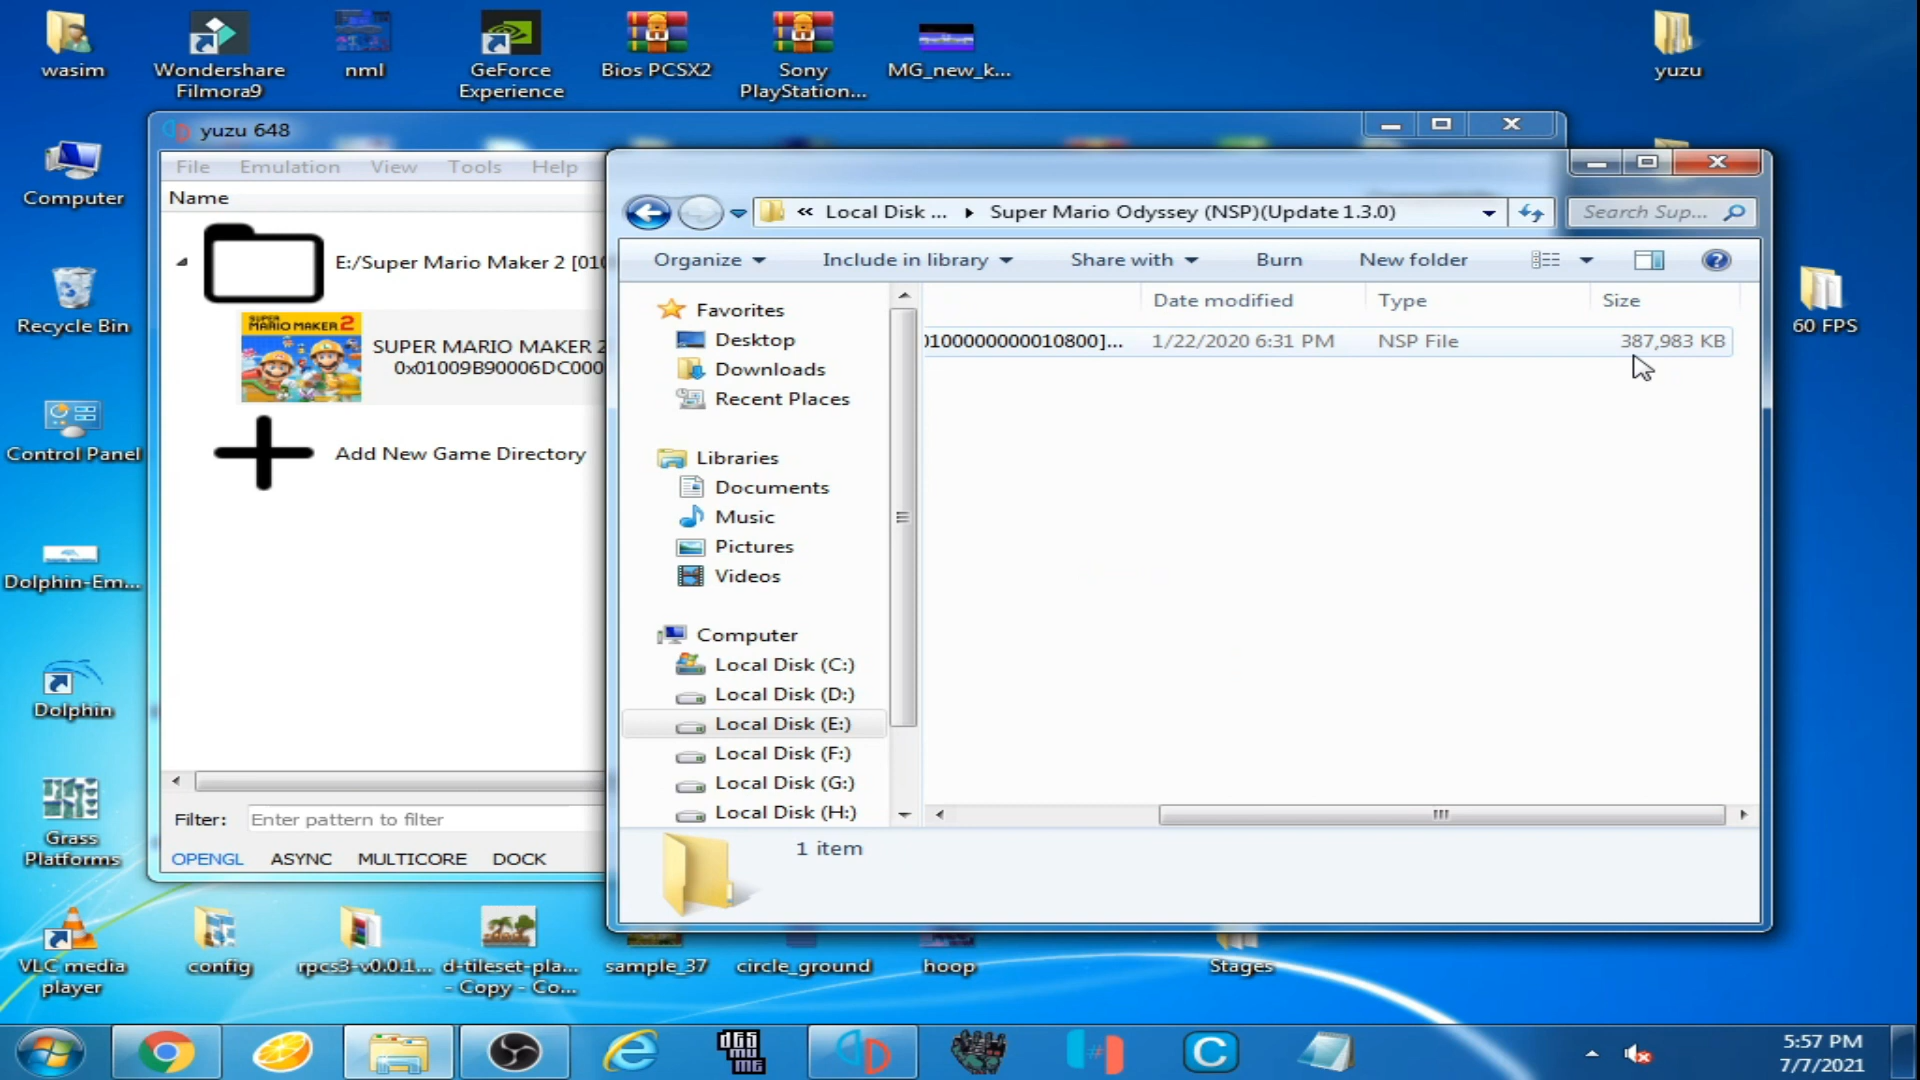 wasim
Wondershare
Filmora9
nml
GeForce
Experience
Bios PCSX2
Sony
PlayStation...
MG_new_k...
yuzu
Computer
Recycle Bin
Control Panel
Dolphin-Em...
Dolphin
Grass
Platforms
VLC media
player
config
rpcs3-v0.0.1...
d-tileset-pla...
- Copy - Co...
sample_37
circle_ground
hoop
Stages
60 FPS
yuzu 648
File Emulation View Tools Help
Name
E:/Super Mario Maker 2 [010
SUPER MARIO MAKER 2
SUPER MARIO MAKER 2
0x01009B90006DC000
Add New Game Directory
Filter: Enter pattern to filter
OPENGL ASYNC MULTICORE DOCK
« Local Disk ... Super Mario Odyssey (NSP)(Update 1.3.0)
Search Sup...
Organize Include in library Share with Burn New folder
Date modified Type Size
0100000000010800]... 1/22/2020 6:31 PM NSP File 387,983 KB
Favorites
Desktop
Downloads
Recent Places
Libraries
Documents
Music
Pictures
Videos
Computer
Local Disk (C:)
Local Disk (D:)
Local Disk (E:)
Local Disk (F:)
Local Disk (G:)
Local Disk (H:)
1 item
5:57 PM
7/7/2021